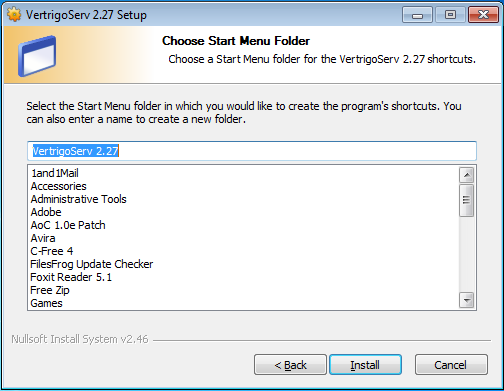 VertrigoServ 2.27 Setup
Choose Start Menu Folder
Choose a Start Menu folder for the VertrigoServ 2.27 shortcuts.
Select the Start Menu folder in which you would like to create the program's shortcuts. You
can also enter a name to create a new folder.
VertrigoServ 2.27
1and1Mail
Accessories
Administrative Tools
Adobe
AoC 1.0e Patch
Avira
C-Free 4
FilesFrog Update Checker
Foxit Reader 5.1
Free Zip
Games
Nullsoft Install System v2.46
< Back
Install
Cancel